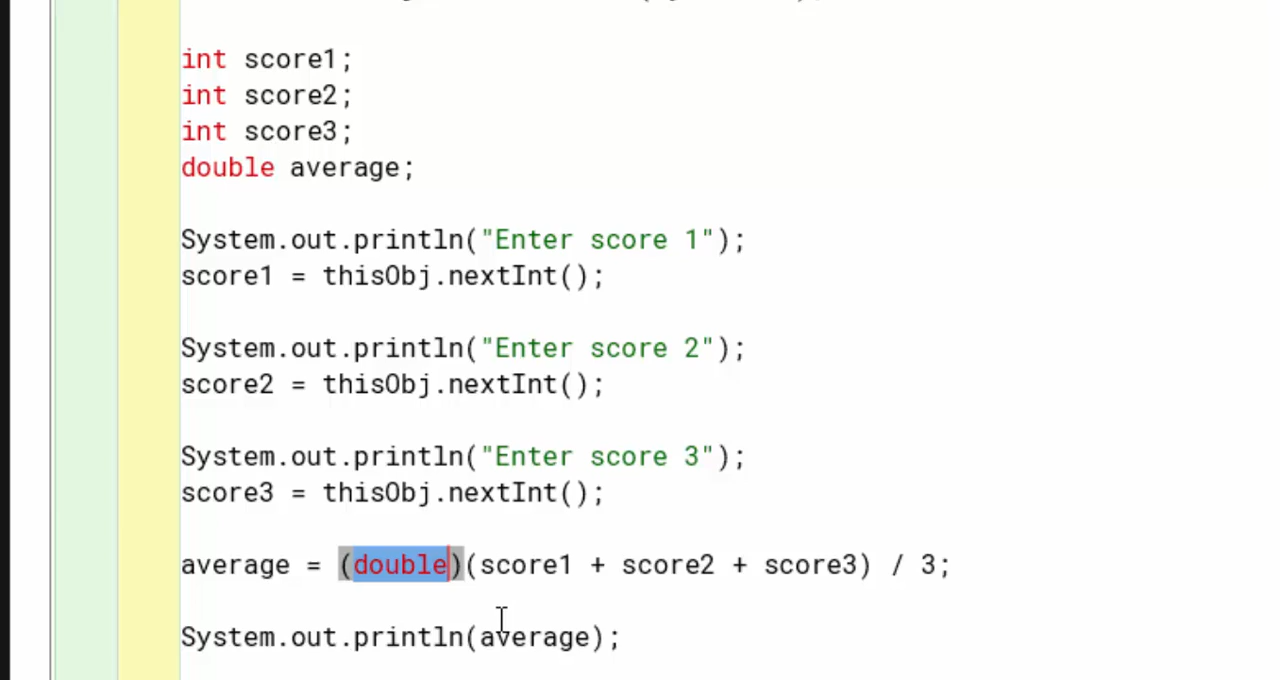 int score1;
int score2;
int score3;
double average;
System.out.println("Enter score 1");
score1 = thisObj.nextInt();
System.out.println("Enter score 2");
score2 = thisObj.nextInt();
System.out.println("Enter score 3");
score3 = thisObj.nextInt();
average = (double)(score1 + score2 + score3) / 3;
System.out.println(average);